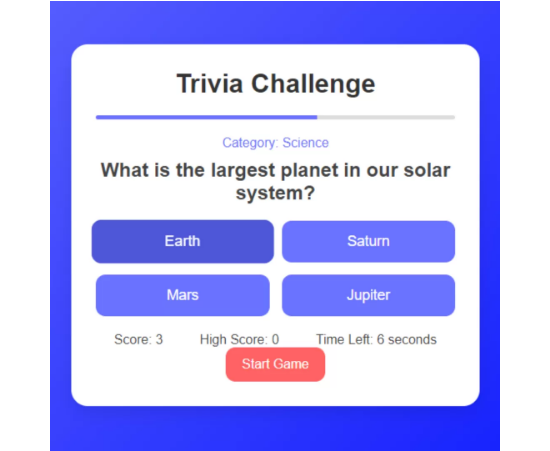 Trivia Challenge
Category: Science
What is the largest planet in our solar
system?
Earth
Saturn
Mars
Jupiter
Score: 3
High Score: 0
Time Left: 6 seconds
Start Game